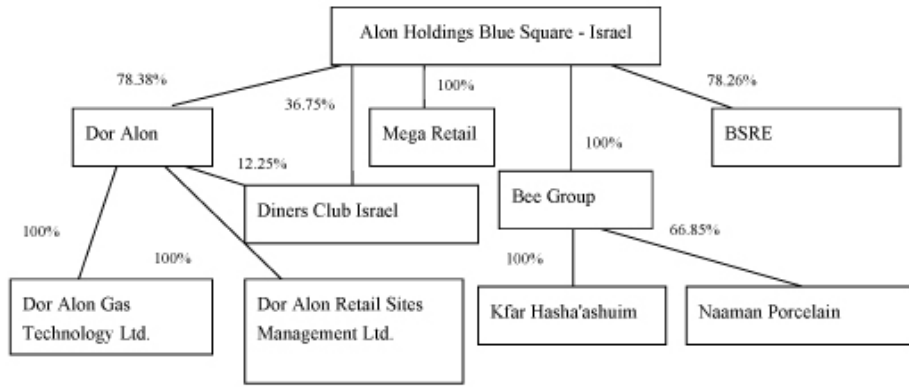 Alon Holdings Blue Square - Israel
78.38%
36.75%
100%
100%
78.26%
Dor Alon
Mega Retail
BSRE
12.25%
Diners Club Israel
Bee Group
100%
100%
100%
66.85%
Dor Alon Gas
Technology Ltd.
Dor Alon Retail Sites
Management Ltd.
Kfar Hasha'ashuim
Naaman Porcelain